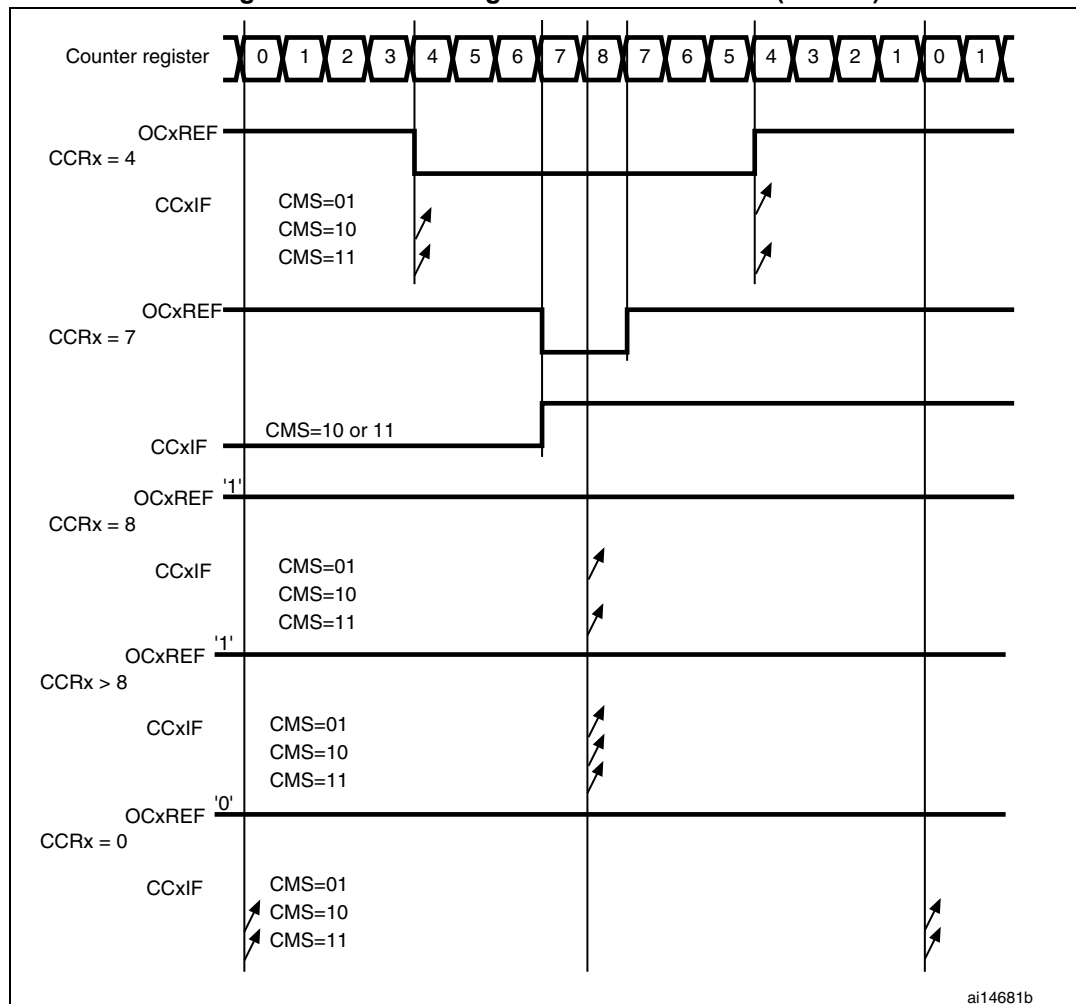 Counter register 0 1 2 3 4 5 6 7 8 7 6 5 4 3 2 1 0 1
OCxREF
CCRx = 4
CCxIF
CMS=01
CMS=10
CMS=11
OCxREF
CCRx = 7
CMS=10 or 11
CCxIF
'1'
OCxREF
CCRx = 8
CCxIF
CMS=01
CMS=10
CMS=11
'1'
OCxREF
CCRx > 8
CCxIF
CMS=01
CMS=10
CMS=11
'0'
OCxREF
CCRx = 0
CCxIF
CMS=01
CMS=10
CMS=11
ai14681b